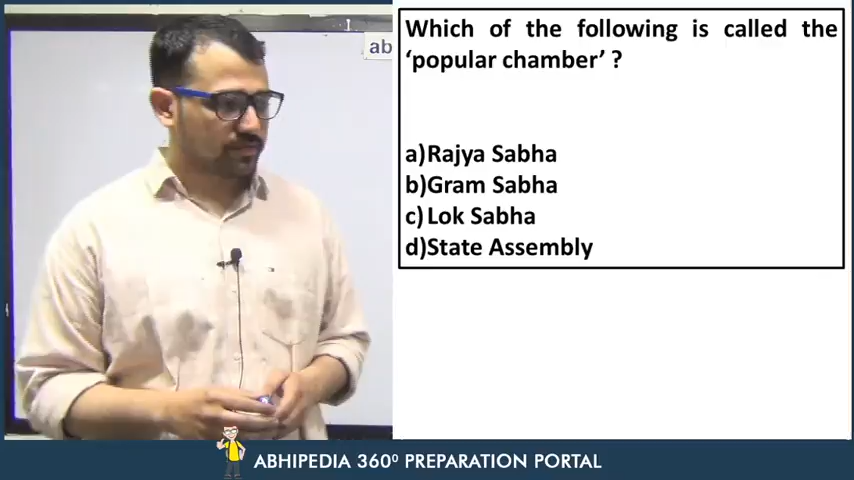 ab
Which of the following is called the
‘popular chamber’ ?
a)Rajya Sabha
b)Gram Sabha
c) Lok Sabha
d)State Assembly
ABHIPEDIA 360⁰ PREPARATION PORTAL